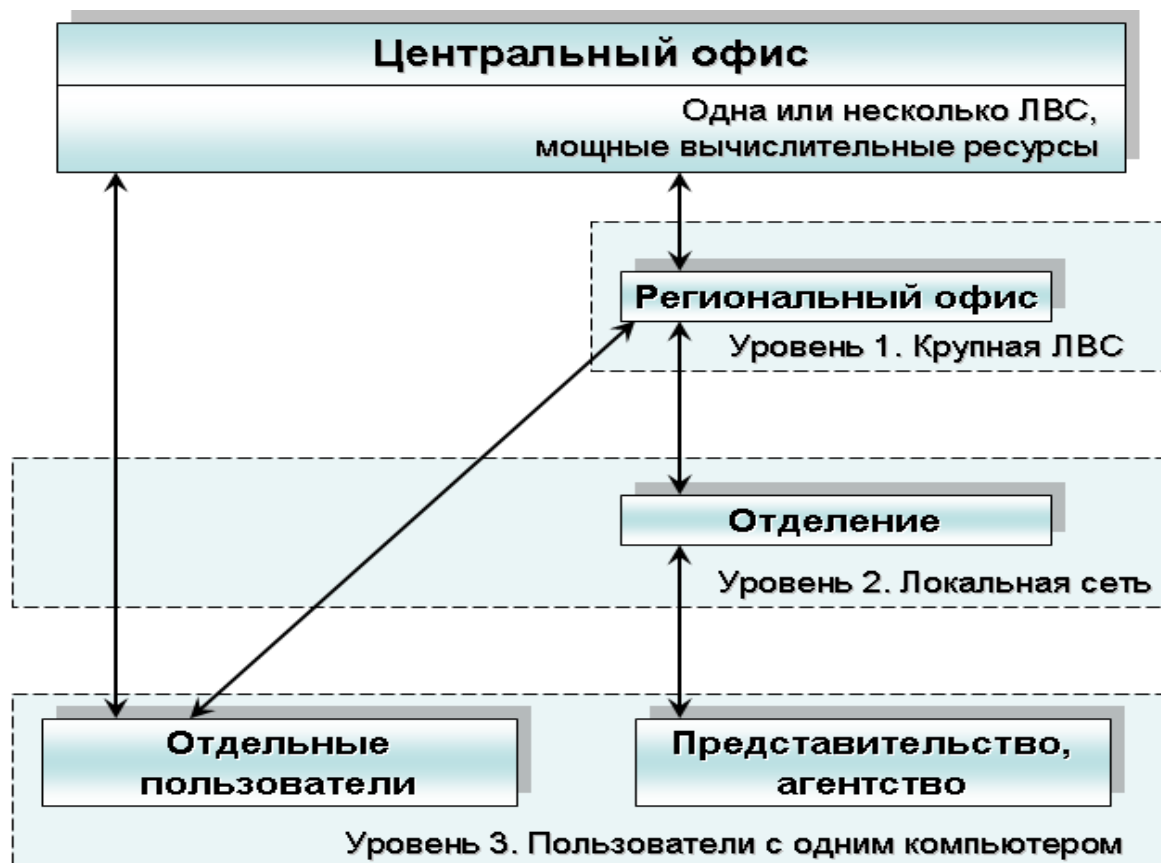 Центральный офис
Одна или несколько ЛВС,
мощные вычислительные ресурсы
Региональный офис
Уровень 1. Крупная ЛВС
Отделение
Уровень 2. Локальная сеть
Отдельные
пользователи
Представительство,
агентство
Уровень 3. Пользователи с одним компьютером